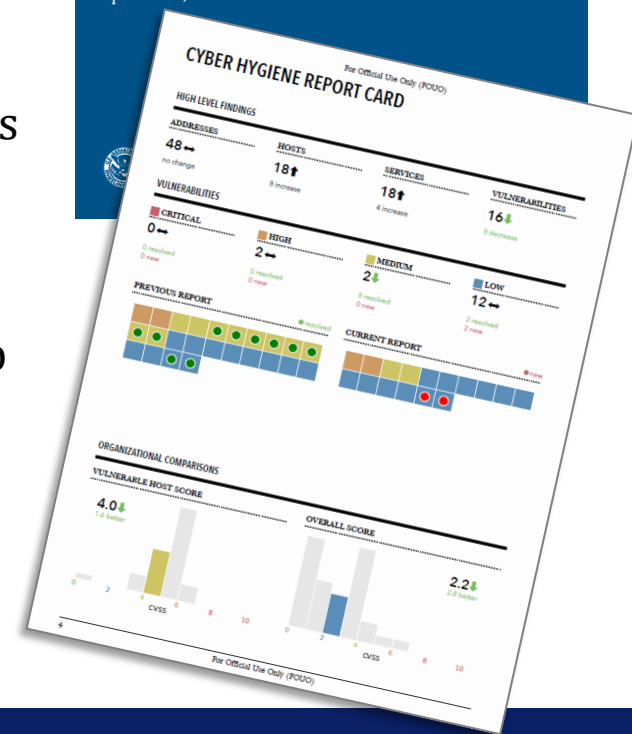 s
For Official Use Only (FOUO)
CYBER HYGIENE REPORT CARD
HIGH LEVEL FINDINGS
ADDRESSES HOSTS SERVICES VULNERABILITIES
48 18 18 16
no change 8 increase 4 increase 8 decrease
VULNERABILITIES
CRITICAL HIGH MEDIUM LOW
0 2 2 12
0 resolved 0 resolved 8 resolved 2 resolved
0 new 0 new 0 new 2 new
PREVIOUS REPORT resolved CURRENT REPORT new
ORGANIZATIONAL COMPARISONS
VULNERABLE HOST SCORE OVERALL SCORE
4.0 2.2
1.6 better 2.8 better
0 2 4 6 8 10 0 2 4 6 8 10
CVSS CVSS
4
For Official Use Only (FOUO)